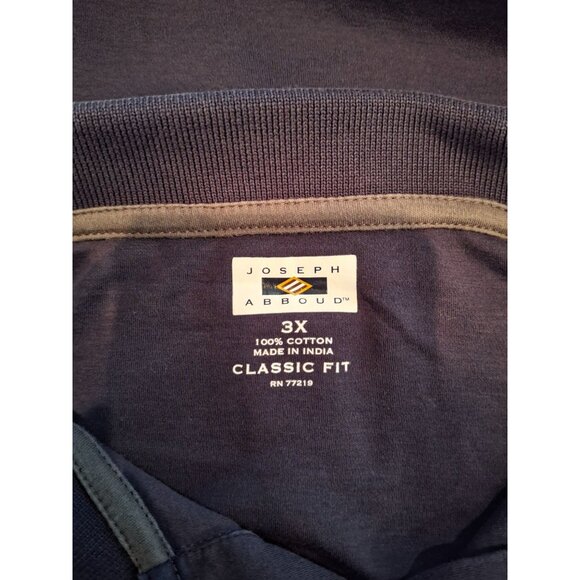 JOSEPH
ABBOUD™
3X
100% COTTON
MADE IN INDIA
CLASSIC FIT
RN 77219